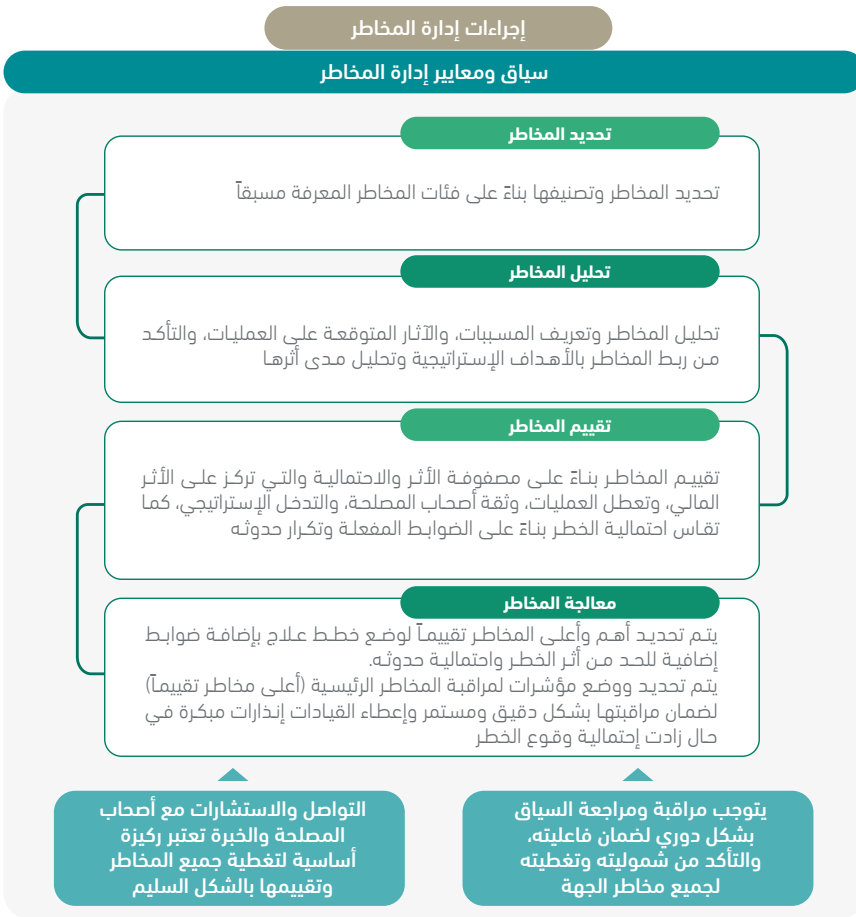 إجراءات إدارة المخاطر
سياق ومعايير إدارة المخاطر
تحديد المخاطر
تحديد المخاطر وتصنيفها بناءً على فئات المخاطر المعرفة مسبقاً
تحليل المخاطر
تحليل المخاطر وتعريف المسببات، والآثار المتوقعة على العمليات، والتأكد
من ربط المخاطر بالأهداف الإستراتيجية وتحليل مدى أثرها
تقييم المخاطر
تقييم المخاطر بناءً على مصفوفة الأثر والاحتمالية والتي تركز على الأثر
المالي، وتعطل العمليات، وثقة أصحاب المصلحة، والتدخل الإستراتيجي، كما
تقاس احتمالية الخطر بناءً على الضوابط المفعلة وتكرار حدوثه
معالجة المخاطر
يتم تحديد أهم وأعلى المخاطر تقييماً لوضع خطط علاج بإضافة ضوابط
إضافية للحد من أثر الخطر واحتمالية حدوثه.
يتم تحديد ووضع مؤشرات لمراقبة المخاطر الرئيسية (أعلى مخاطر تقييماً)
لضمان مراقبتها بشكل دقيق ومستمر وإعطاء القيادات إنذارات مبكرة في
حال زادت إحتمالية وقوع الخطر
يتوجب مراقبة ومراجعة السياق
بشكل دوري لضمان فاعليته،
والتأكد من شموليته وتغطيته
لجميع مخاطر الجهة
التواصل والاستشارات مع أصحاب
المصلحة والخبرة تعتبر ركيزة
أساسية لتغطية جميع المخاطر
وتقييمها بالشكل السليم